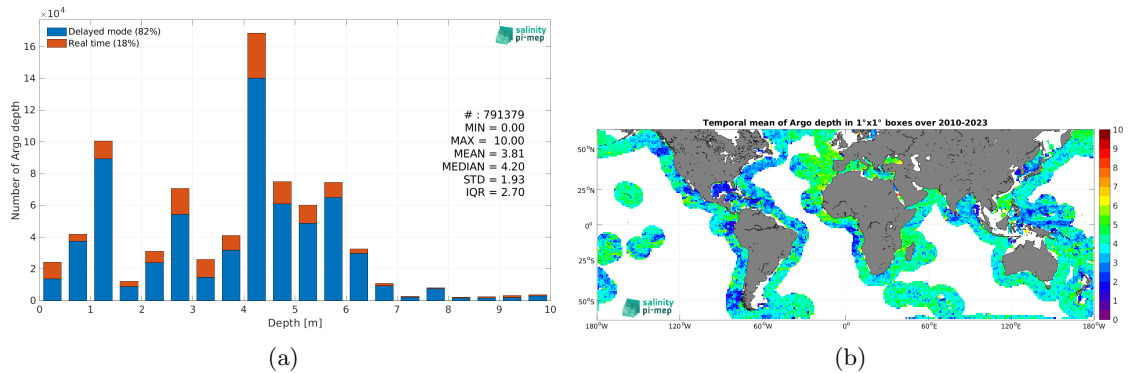 ×10⁴
Delayed mode (82%)
Real time (18%)
salinity
pi-mep
16
14
12
10
8
6
4
2
0
Number of Argo depth
# : 791379
MIN = 0.00
MAX = 10.00
MEAN = 3.81
MEDIAN = 4.20
STD = 1.93
IQR = 2.70
0 1 2 3 4 5 6 7 8 9 10
Depth [m]
(a)
Temporal mean of Argo depth in 1°x1° boxes over 2010-2023
50°N
25°N
0°
25°S
50°S
salinity
pi-mep
180°W 120°W 60°W 0° 60°E 120°E 180°W
10
9
8
7
6
5
4
3
2
1
0
(b)